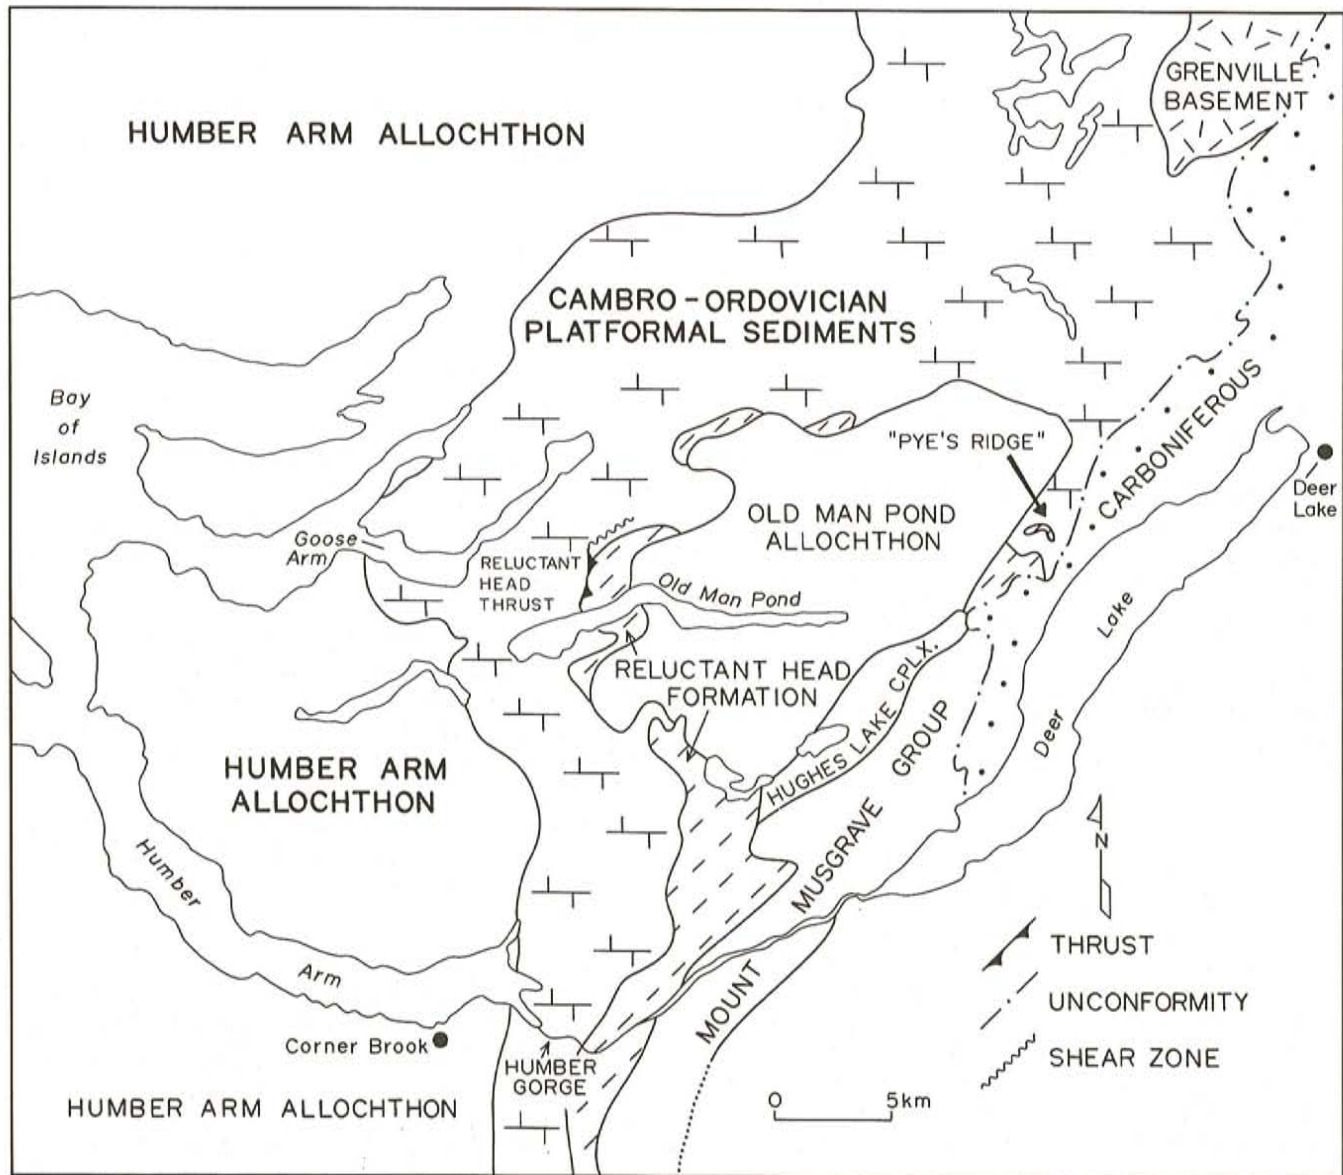 GRENVILLE
BASEMENT
HUMBER ARM ALLOCHTHON
CAMBRO-ORDOVICIAN
PLATFORMAL SEDIMENTS
Bay
of
Islands
"PYE'S RIDGE"
CARBONIFEROUS
Deer
Lake
OLD MAN POND
ALLOCHTHON
Goose
Arm
RELUCTANT
HEAD
THRUST
Old Man Pond
Deer Lake
RELUCTANT HEAD
FORMATION
HUGHES LAKE CPLX.
MOUNT MUSGRAVE GROUP
HUMBER ARM
ALLOCHTHON
N
Humber Arm
THRUST
UNCONFORMITY
SHEAR ZONE
Corner Brook
HUMBER
GORGE
HUMBER ARM ALLOCHTHON
0 5km